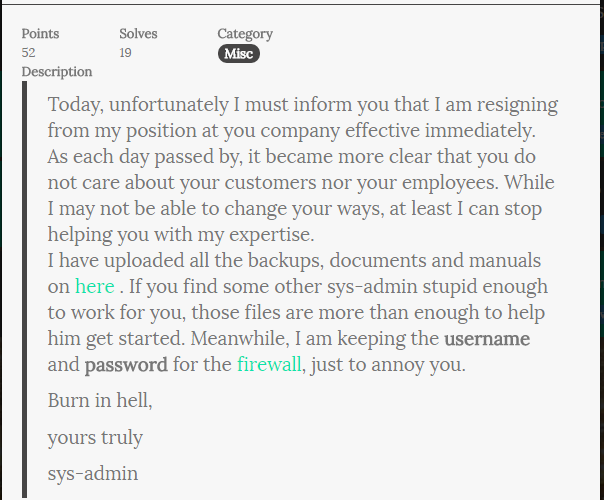 Points Solves Category
52 19 Misc
Description
Today, unfortunately I must inform you that I am resigning
from my position at you company effective immediately.
As each day passed by, it became more clear that you do
not care about your customers nor your employees. While
I may not be able to change your ways, at least I can stop
helping you with my expertise.
I have uploaded all the backups, documents and manuals
on here . If you find some other sys-admin stupid enough
to work for you, those files are more than enough to help
him get started. Meanwhile, I am keeping the username
and password for the firewall, just to annoy you.
Burn in hell,
yours truly
sys-admin